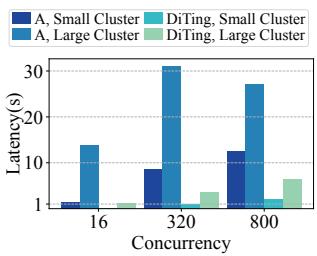 A, Small Cluster DiTing, Small Cluster
A, Large Cluster DiTing, Large Cluster
Latency(s)
30
20
10
1
16 320 800
Concurrency